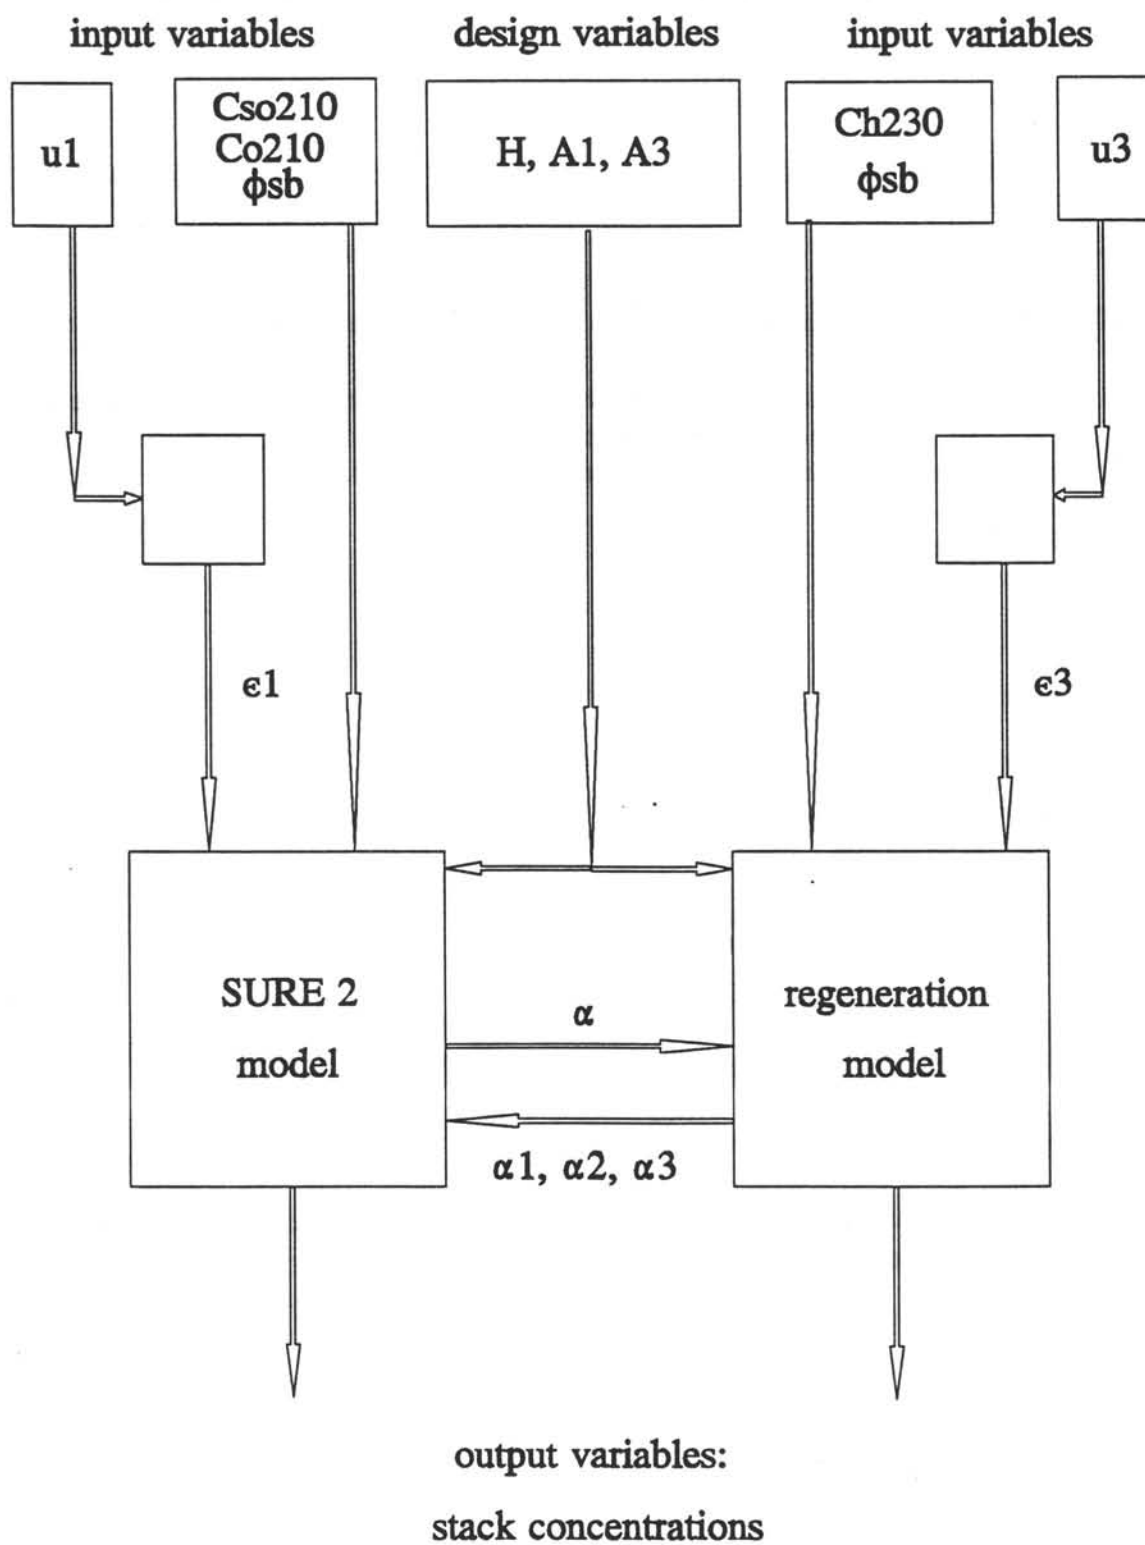 input variables
design variables
input variables
u1
Cso210
Co210
ϕsb
H, A1, A3
Ch230
ϕsb
u3
ϵ1
ϵ3
SURE 2
model
α
regeneration
model
α1, α2, α3
output variables:
stack concentrations